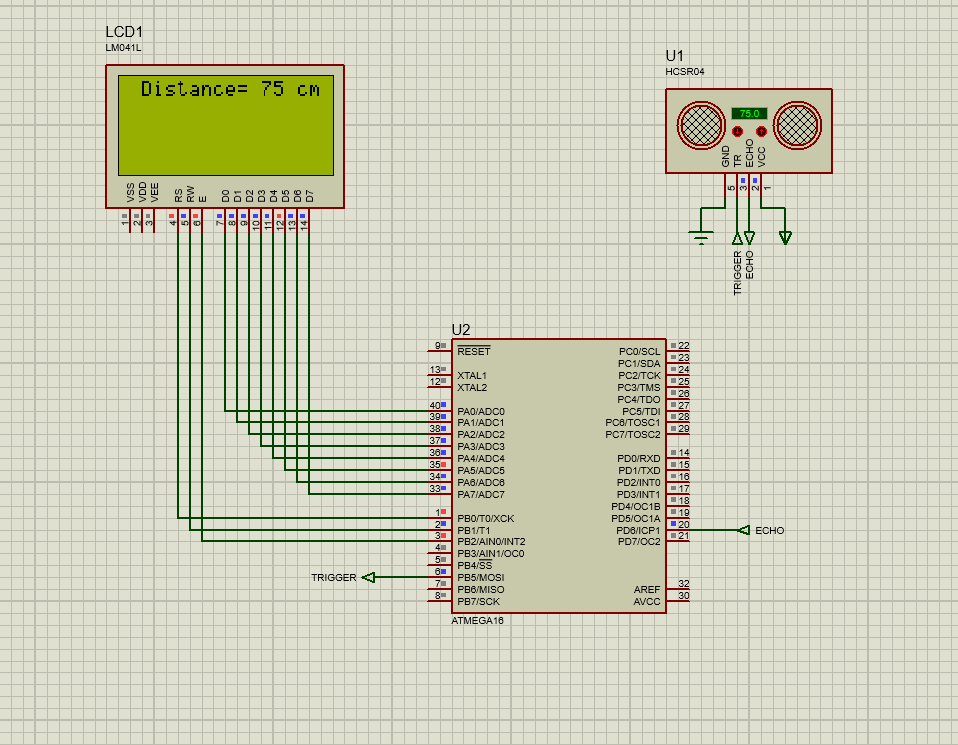 LCD1
LM041L
Distance= 75 cm
VSS VDD VEE RS RW E D0 D1 D2 D3 D4 D5 D6 D7
1 2 3 4 5 6 7 8 9 10 11 12 13 14
U1
HCSR04
75.0
GND TR ECHO VCC
5 3 2 1
TRIGGER ECHO
U2
9 RESET PC0/SCL 22
PC1/SDA 23
13 XTAL1 PC2/TCK 24
12 XTAL2 PC3/TMS 25
PC4/TDO 26
40 PA0/ADC0 PC5/TDI 27
39 PA1/ADC1 PC6/TOSC1 28
38 PA2/ADC2 PC7/TOSC2 29
37 PA3/ADC3
36 PA4/ADC4 PD0/RXD 14
35 PA5/ADC5 PD1/TXD 15
34 PA6/ADC6 PD2/INT0 16
33 PA7/ADC7 PD3/INT1 17
PD4/OC1B 18
1 PB0/T0/XCK PD5/OC1A 19
2 PB1/T1 PD6/ICP1 20 ECHO
3 PB2/AIN0/INT2 PD7/OC2 21
4 PB3/AIN1/OC0
5 PB4/SS
TRIGGER 6 PB5/MOSI
7 PB6/MISO AREF 32
8 PB7/SCK AVCC 30
ATMEGA16